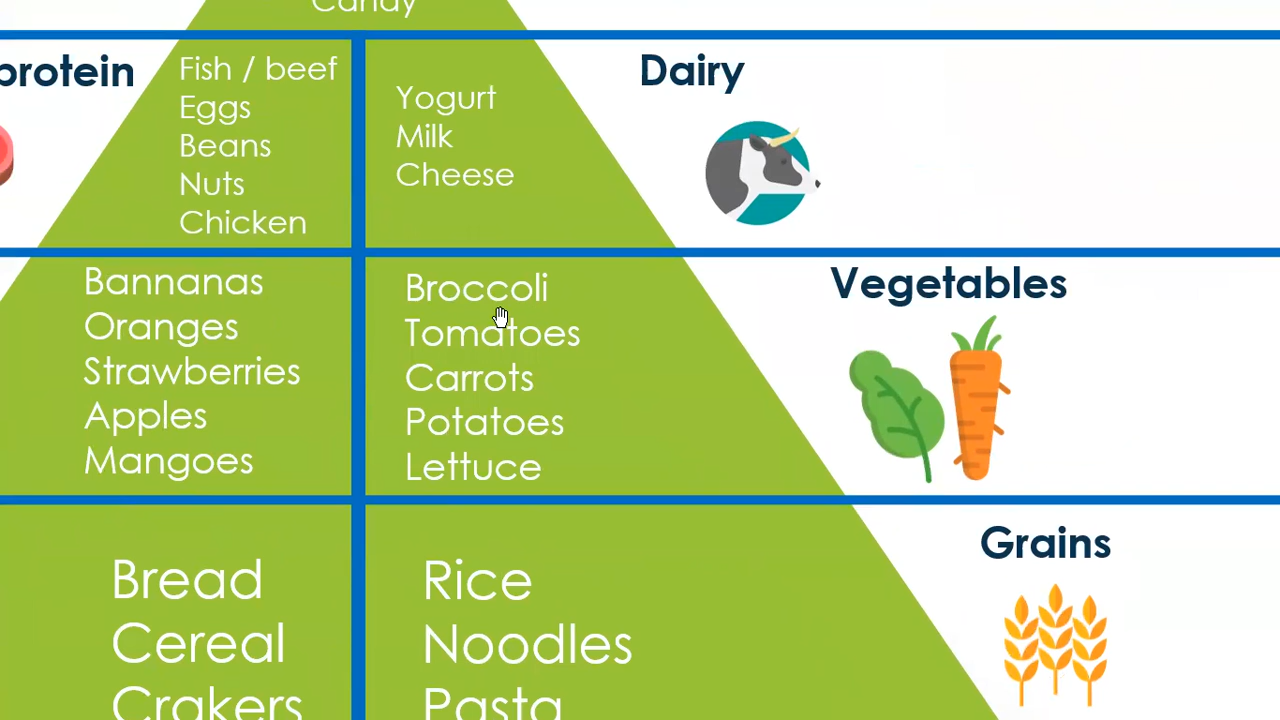 Candy
protein
Fish / beef
Eggs
Beans
Nuts
Chicken
Yogurt
Milk
Cheese
Dairy
Bannanas
Oranges
Strawberries
Apples
Mangoes
Broccoli
Tomatoes
Carrots
Potatoes
Lettuce
Vegetables
Bread
Cereal
Crakers
Rice
Noodles
Pasta
Grains